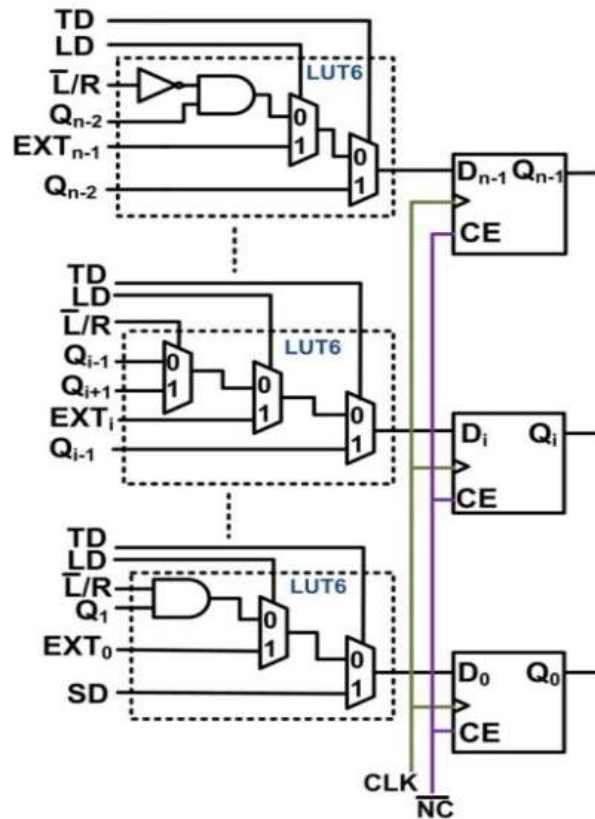 TD
LD
L̅/R
LUT6
Qₙ₋₂
0
1
EXTₙ₋₁
0
1
Qₙ₋₂
Dₙ₋₁ Qₙ₋₁
CE
TD
LD
L̅/R
LUT6
Qᵢ₋₁
0
Qᵢ₊₁
1
0
1
EXTᵢ
0
1
Qᵢ₋₁
Dᵢ Qᵢ
CE
TD
LD
L̅/R
LUT6
Q₁
0
1
EXT₀
0
1
SD
D₀ Q₀
CE
CLK
N̅C̅